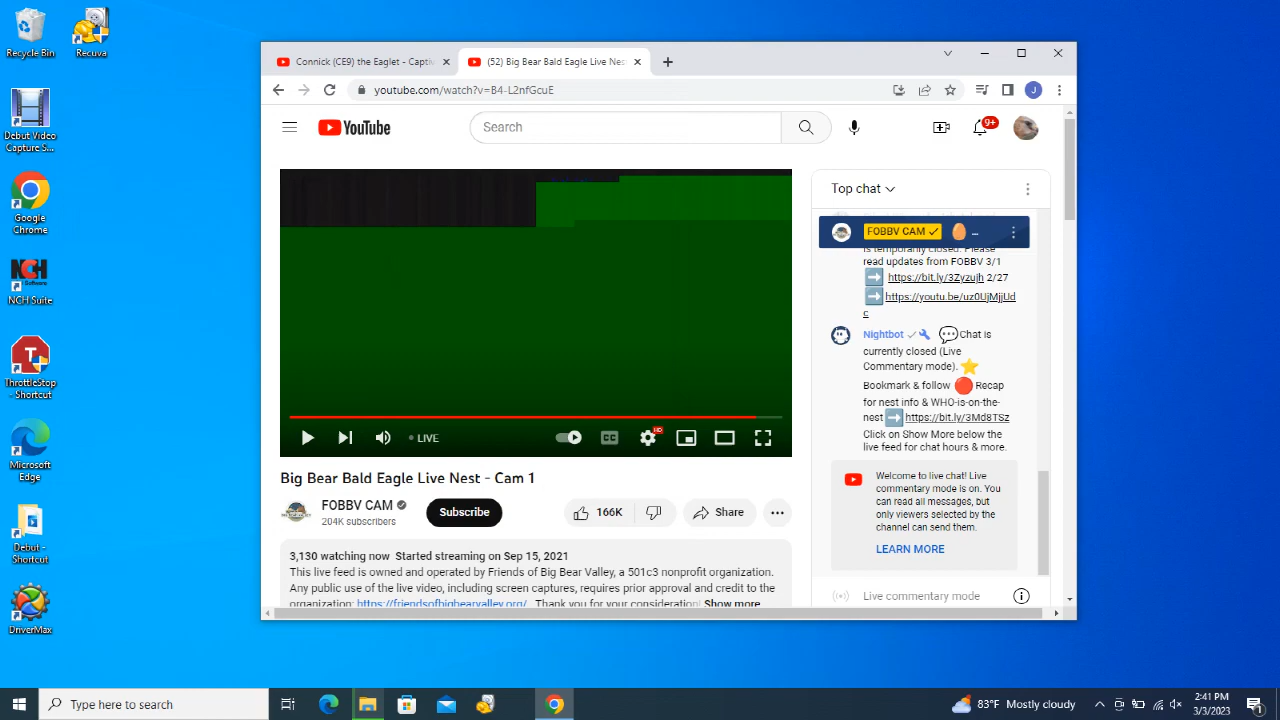 Recycle Bin
Recuva
Debut Video
Capture S...
Google
Chrome
NCH Suite
ThrottleStop
- Shortcut
Microsoft
Edge
Debut -
Shortcut
DriverMax
Connick (CE9) the Eaglet - Captiv
(52) Big Bear Bald Eagle Live Nes
youtube.com/watch?v=B4-L2nfGcuE
J
YouTube
Search
9+
LIVE
CC
HD
Big Bear Bald Eagle Live Nest - Cam 1
FOBBV CAM
204K subscribers
Subscribe
166K
Share
3,130 watching now Started streaming on Sep 15, 2021
This live feed is owned and operated by Friends of Big Bear Valley, a 501c3 nonprofit organization.
Any public use of the live video, including screen captures, requires prior approval and credit to the
organization: https://friendsofbigbearvalley.org/ . Thank you for your consideration! Show more
Top chat
FOBBV CAM ...
is temporarily closed. Please
read updates from FOBBV 3/1
https://bit.ly/3Zyzujh 2/27
https://youtu.be/uz0UjMjjUd
c
Nightbot Chat is
currently closed (Live
Commentary mode).
Bookmark & follow Recap
for nest info & WHO-is-on-the-
nest https://bit.ly/3Md8TSz
Click on Show More below the
live feed for chat hours & more.
Welcome to live chat! Live
commentary mode is on. You
can read all messages, but
only viewers selected by the
channel can send them.
LEARN MORE
Live commentary mode
Type here to search
83°F Mostly cloudy
2:41 PM
3/3/2023
1